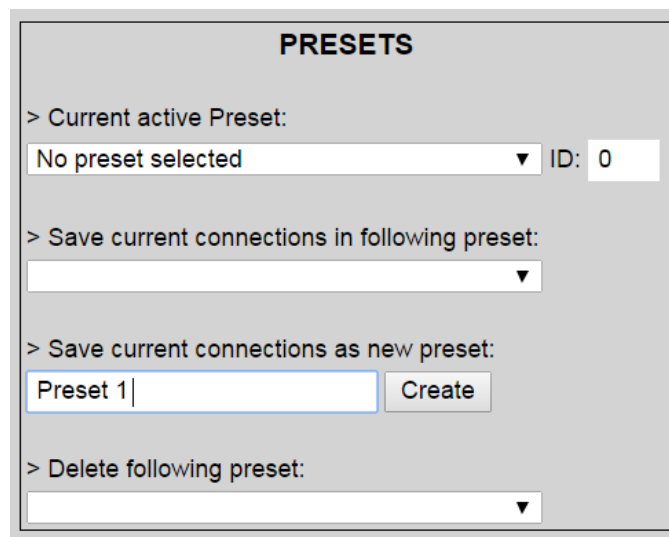 PRESETS
> Current active Preset:
No preset selected ▼ ID: 0
> Save current connections in following preset:
▼
> Save current connections as new preset:
Preset 1 Create
> Delete following preset:
▼